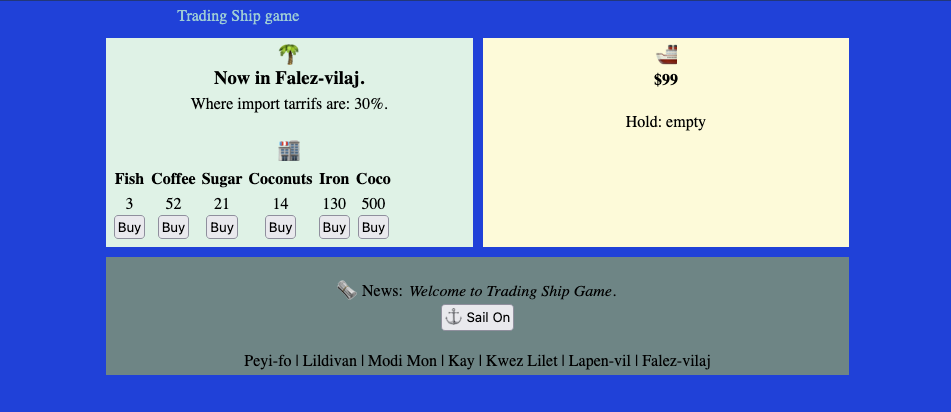 Trading Ship game
Now in Falez-vilaj.
Where import tarrifs are: 30%.
Fish Coffee Sugar Coconuts Iron Coco
3 52 21 14 130 500
Buy Buy Buy Buy Buy Buy
$99
Hold: empty
News: Welcome to Trading Ship Game.
Sail On
Peyi-fo | Lildivan | Modi Mon | Kay | Kwez Lilet | Lapen-vil | Falez-vilaj